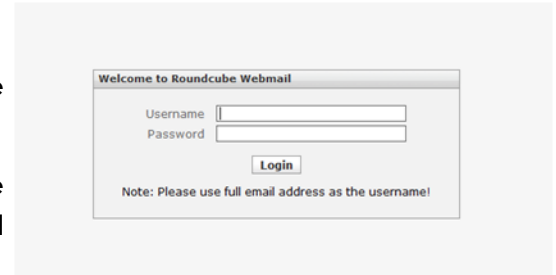 Welcome to Roundcube Webmail
Username
Password
Login
Note: Please use full email address as the username!